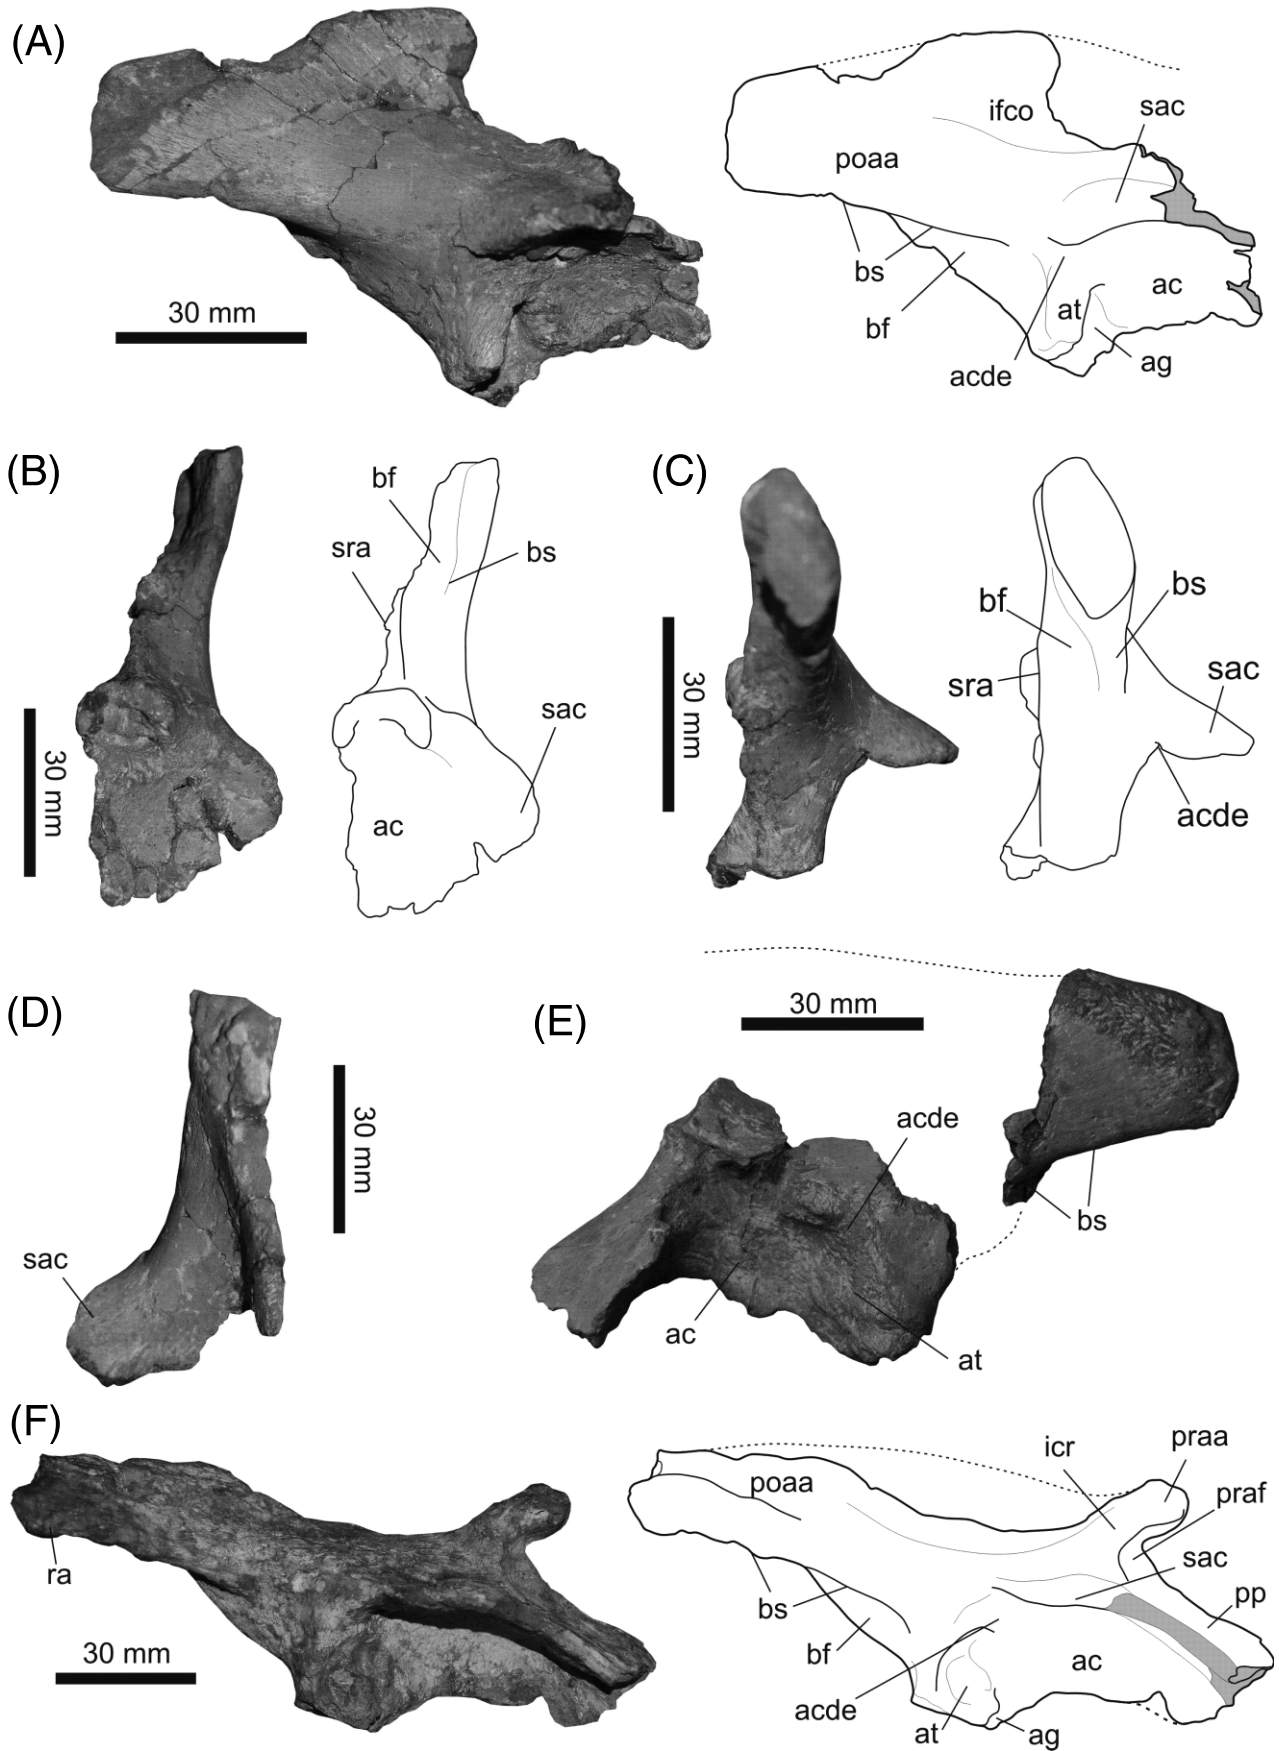 (A)
30 mm
ifco
sac
poaa
bs
bf
at
ac
acde
ag
(B)
bf
sra
bs
sac
ac
30 mm
(C)
30 mm
bf
bs
sra
sac
acde
(D)
30 mm
sac
(E)
30 mm
acde
bs
ac
at
(F)
ra
30 mm
icr
praa
poaa
praf
sac
bs
pp
bf
ac
acde
at
ag